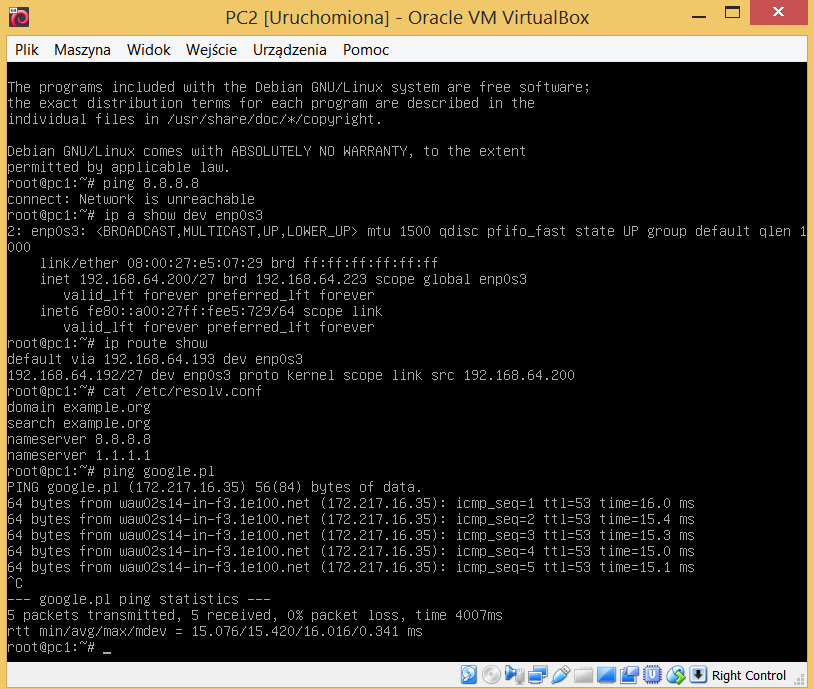 PC2 [Uruchomiona] - Oracle VM VirtualBox
Plik Maszyna Widok Wejście Urządzenia Pomoc
The programs included with the Debian GNU/Linux system are free software;
the exact distribution terms for each program are described in the
individual files in /usr/share/doc/*/copyright.
Debian GNU/Linux comes with ABSOLUTELY NO WARRANTY, to the extent
permitted by applicable law.
root@pc1:~# ping 8.8.8.8
connect: Network is unreachable
root@pc1:~# ip a show dev enp0s3
2: enp0s3: <BROADCAST,MULTICAST,UP,LOWER_UP> mtu 1500 qdisc pfifo_fast state UP group default qlen 1
000
link/ether 08:00:27:e5:07:29 brd ff:ff:ff:ff:ff:ff
inet 192.168.64.200/27 brd 192.168.64.223 scope global enp0s3
valid_lft forever preferred_lft forever
inet6 fe80::a00:27ff:fee5:729/64 scope link
valid_lft forever preferred_lft forever
root@pc1:~# ip route show
default via 192.168.64.193 dev enp0s3
192.168.64.192/27 dev enp0s3 proto kernel scope link src 192.168.64.200
root@pc1:~# cat /etc/resolv.conf
domain example.org
search example.org
nameserver 8.8.8.8
nameserver 1.1.1.1
root@pc1:~# ping google.pl
PING google.pl (172.217.16.35) 56(84) bytes of data.
64 bytes from waw02s14-in-f3.1e100.net (172.217.16.35): icmp_seq=1 ttl=53 time=16.0 ms
64 bytes from waw02s14-in-f3.1e100.net (172.217.16.35): icmp_seq=2 ttl=53 time=15.4 ms
64 bytes from waw02s14-in-f3.1e100.net (172.217.16.35): icmp_seq=3 ttl=53 time=15.3 ms
64 bytes from waw02s14-in-f3.1e100.net (172.217.16.35): icmp_seq=4 ttl=53 time=15.0 ms
64 bytes from waw02s14-in-f3.1e100.net (172.217.16.35): icmp_seq=5 ttl=53 time=15.1 ms
^C
--- google.pl ping statistics ---
5 packets transmitted, 5 received, 0% packet loss, time 4007ms
rtt min/avg/max/mdev = 15.076/15.420/16.016/0.341 ms
root@pc1:~# _
Right Control